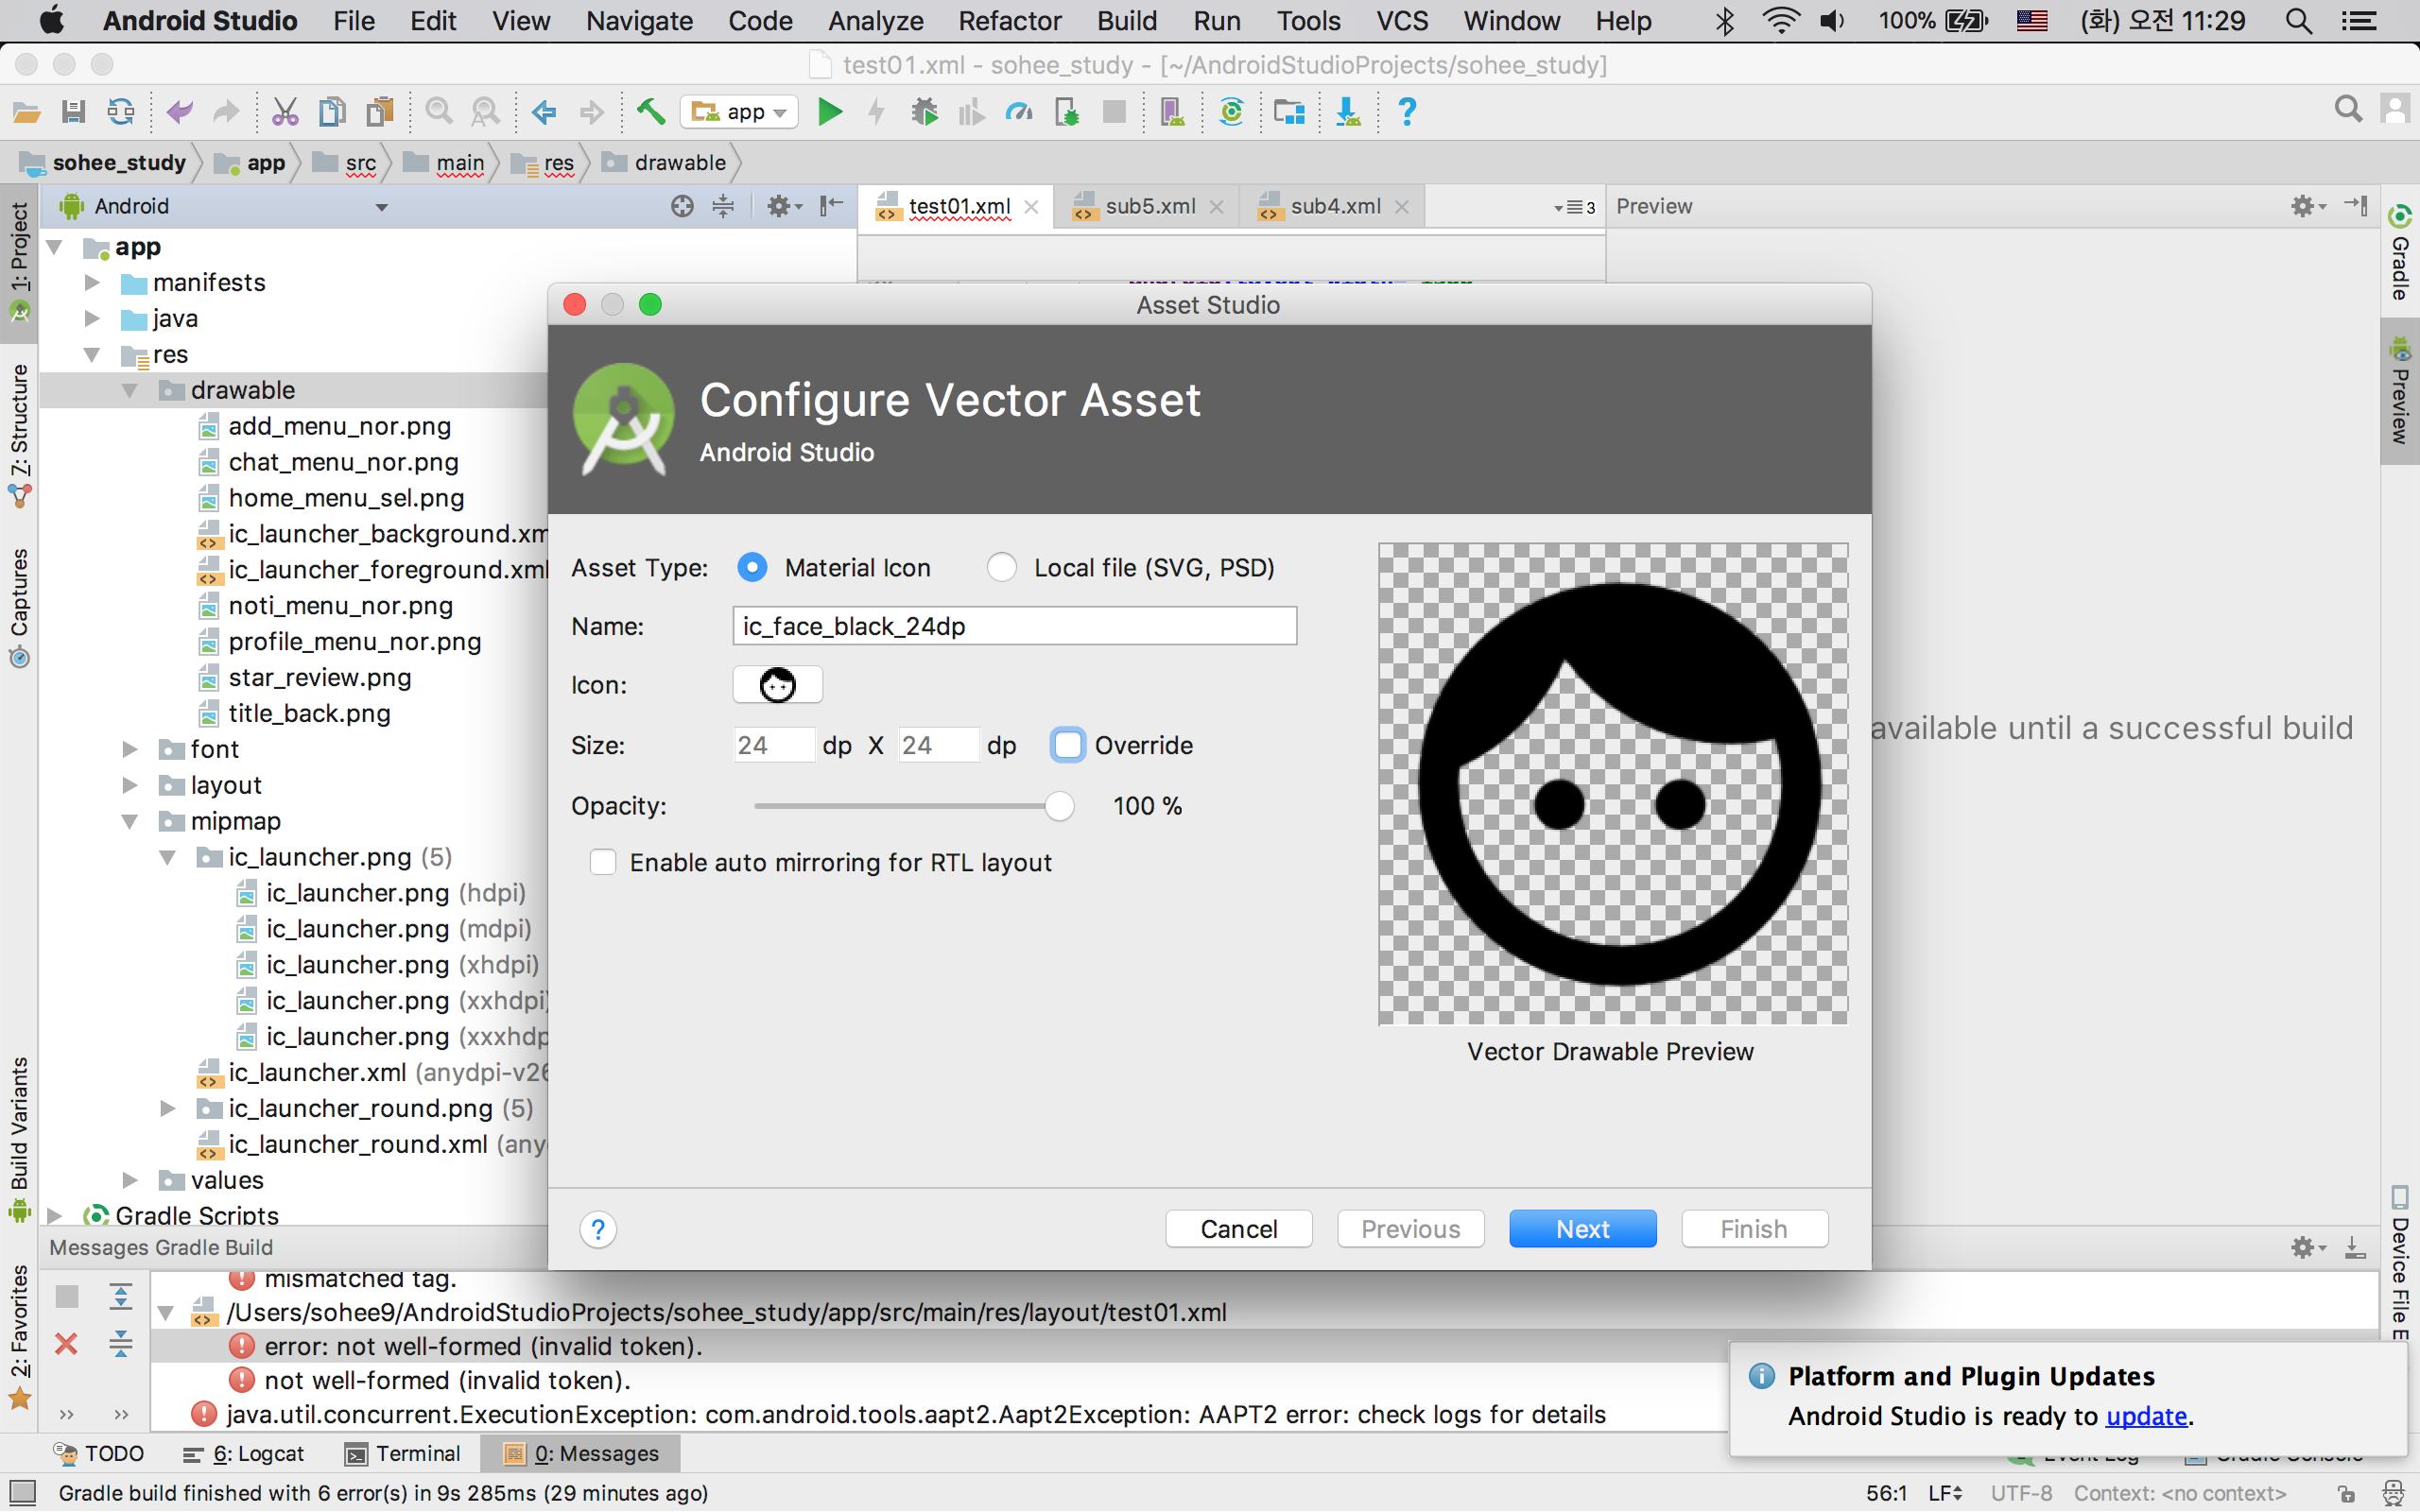 Android Studio File Edit View Navigate Code Analyze Refactor Build Run Tools VCS Window Help 100% (화) 오전 11:29
test01.xml - sohee_study - [~/AndroidStudioProjects/sohee_study]
app
sohee_study app src main res drawable
1: Project
7: Structure
Captures
Build Variants
2: Favorites
Android
app
manifests
java
res
drawable
add_menu_nor.png
chat_menu_nor.png
home_menu_sel.png
ic_launcher_background.xm
ic_launcher_foreground.xml
noti_menu_nor.png
profile_menu_nor.png
star_review.png
title_back.png
font
layout
mipmap
ic_launcher.png (5)
ic_launcher.png (hdpi)
ic_launcher.png (mdpi)
ic_launcher.png (xhdpi)
ic_launcher.png (xxhdpi)
ic_launcher.png (xxxhdp
ic_launcher.xml (anydpi-v26
ic_launcher_round.png (5)
ic_launcher_round.xml (any
values
Gradle Scripts
test01.xml sub5.xml sub4.xml 3
Preview
available until a successful build
Gradle
Preview
Device File E
Asset Studio
Configure Vector Asset
Android Studio
Asset Type: Material Icon Local file (SVG, PSD)
Name: ic_face_black_24dp
Icon:
Size: 24 dp X 24 dp Override
Opacity: 100 %
Enable auto mirroring for RTL layout
Vector Drawable Preview
? Cancel Previous Next Finish
Messages Gradle Build
mismatched tag.
/Users/sohee9/AndroidStudioProjects/sohee_study/app/src/main/res/layout/test01.xml
error: not well-formed (invalid token).
not well-formed (invalid token).
java.util.concurrent.ExecutionException: com.android.tools.aapt2.Aapt2Exception: AAPT2 error: check logs for details
Platform and Plugin Updates
Android Studio is ready to update.
TODO 6: Logcat Terminal 0: Messages Event Log Gradle Console
Gradle build finished with 6 error(s) in 9s 285ms (29 minutes ago) 56:1 LF UTF-8 Context: <no context>